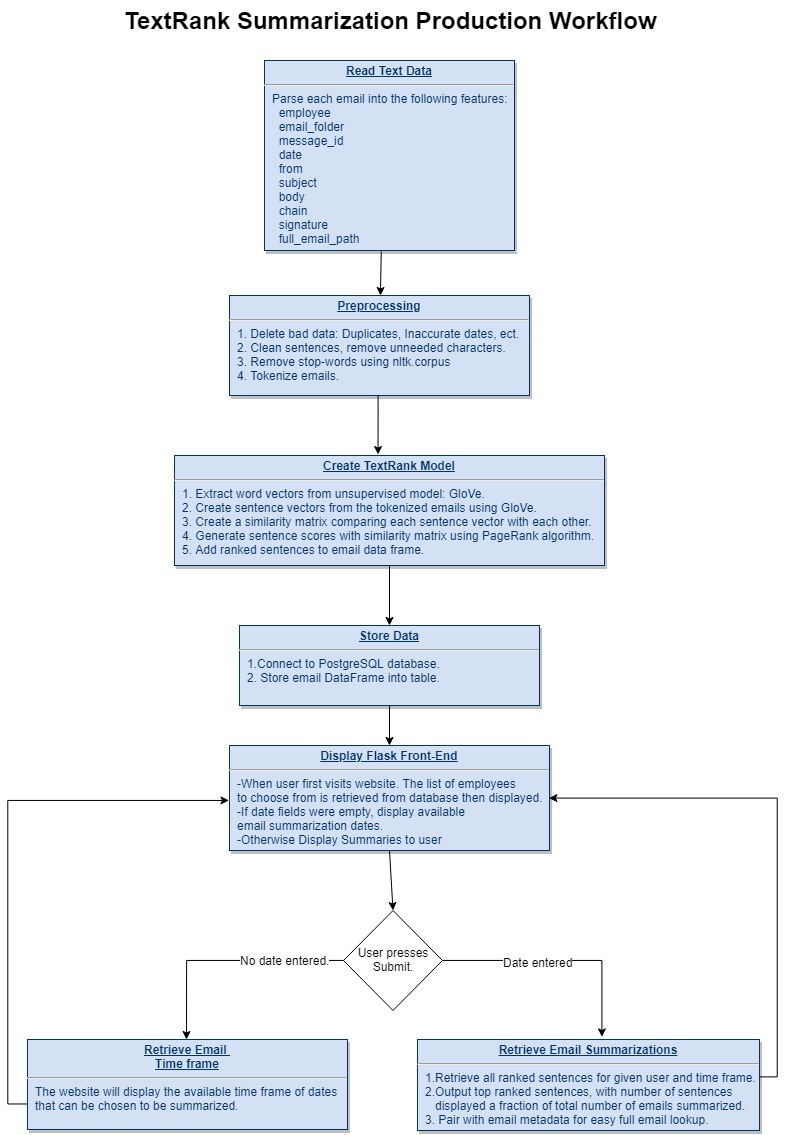 TextRank Summarization Production Workflow
Read Text Data
Parse each email into the following features:
employee
email_folder
message_id
date
from
subject
body
chain
signature
full_email_path
Preprocessing
1. Delete bad data: Duplicates, Inaccurate dates, ect.
2. Clean sentences, remove unneeded characters.
3. Remove stop-words using nltk.corpus
4. Tokenize emails.
Create TextRank Model
1. Extract word vectors from unsupervised model: GloVe.
2. Create sentence vectors from the tokenized emails using GloVe.
3. Create a similarity matrix comparing each sentence vector with each other.
4. Generate sentence scores with similarity matrix using PageRank algorithm.
5. Add ranked sentences to email data frame.
Store Data
1.Connect to PostgreSQL database.
2. Store email DataFrame into table.
Display Flask Front-End
-When user first visits website. The list of employees
to choose from is retrieved from database then displayed.
-If date fields were empty, display available
email summarization dates.
-Otherwise Display Summaries to user
User presses
Submit.
No date entered.
Date entered
Retrieve Email
Time frame
The website will display the available time frame of dates
that can be chosen to be summarized.
Retrieve Email Summarizations
1.Retrieve all ranked sentences for given user and time frame.
2.Output top ranked sentences, with number of sentences
displayed a fraction of total number of emails summarized.
3. Pair with email metadata for easy full email lookup.